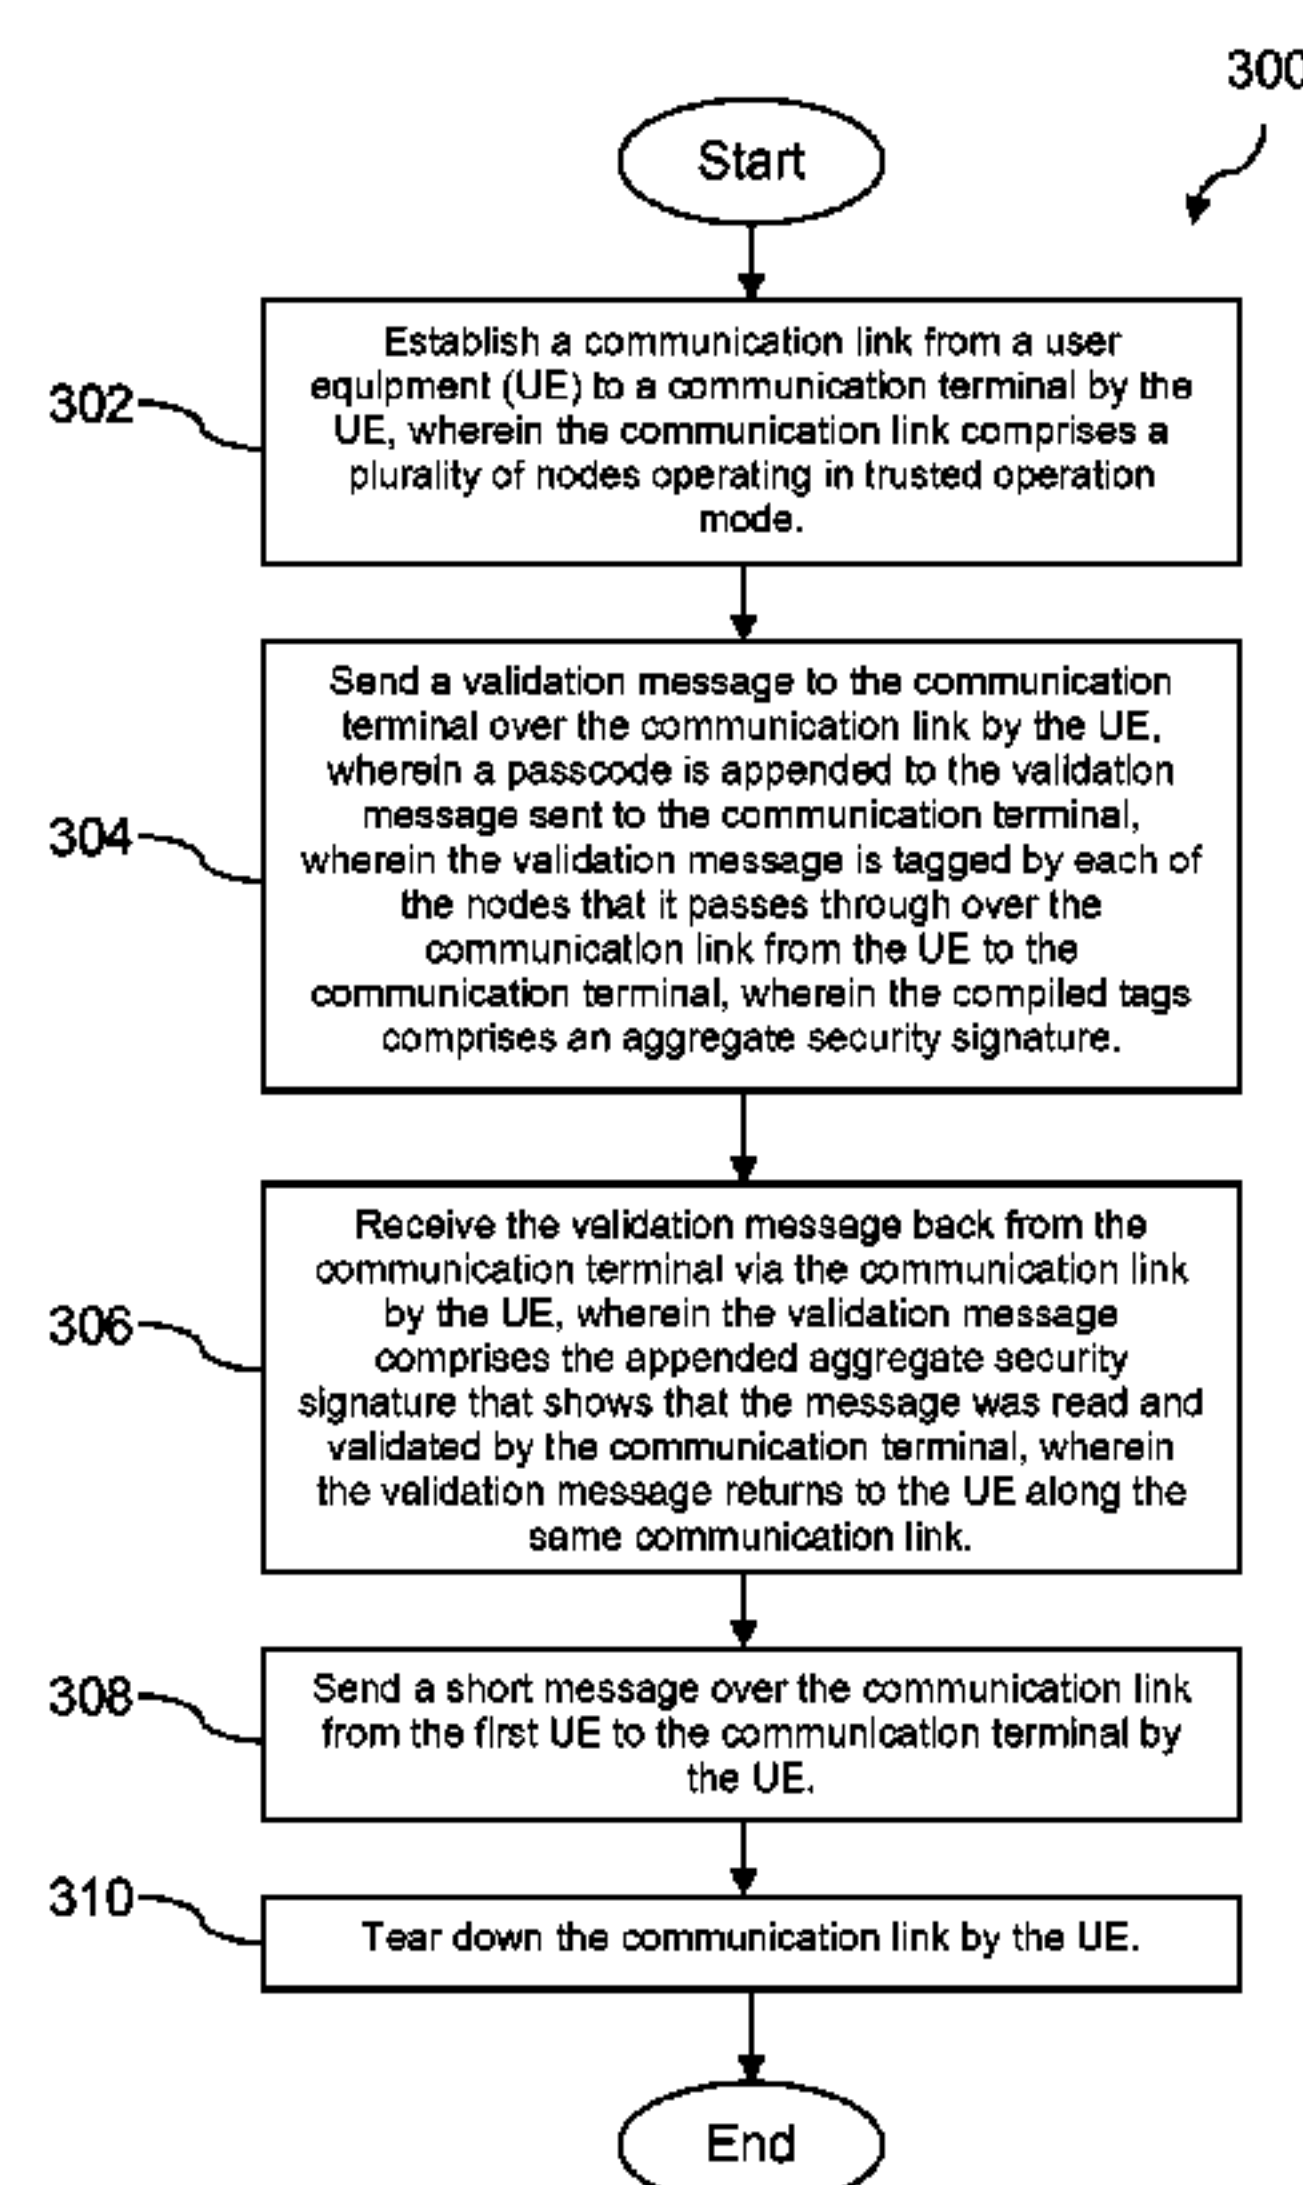 300
Start
302
Establish a communication link from a user
equipment (UE) to a communication terminal by the
UE, wherein the communication link comprises a
plurality of nodes operating in trusted operation
mode.
304
Send a validation message to the communication
terminal over the communication link by the UE,
wherein a passcode is appended to the validation
message sent to the communication terminal,
wherein the validation message is tagged by each of
the nodes that it passes through over the
communication link from the UE to the
communication terminal, wherein the compiled tags
comprises an aggregate security signature.
306
Receive the validation message back from the
communication terminal via the communication link
by the UE, wherein the validation message
comprises the appended aggregate security
signature that shows that the message was read and
validated by the communication terminal, wherein
the validation message returns to the UE along the
same communication link.
308
Send a short message over the communication link
from the first UE to the communication terminal by
the UE.
310
Tear down the communication link by the UE.
End